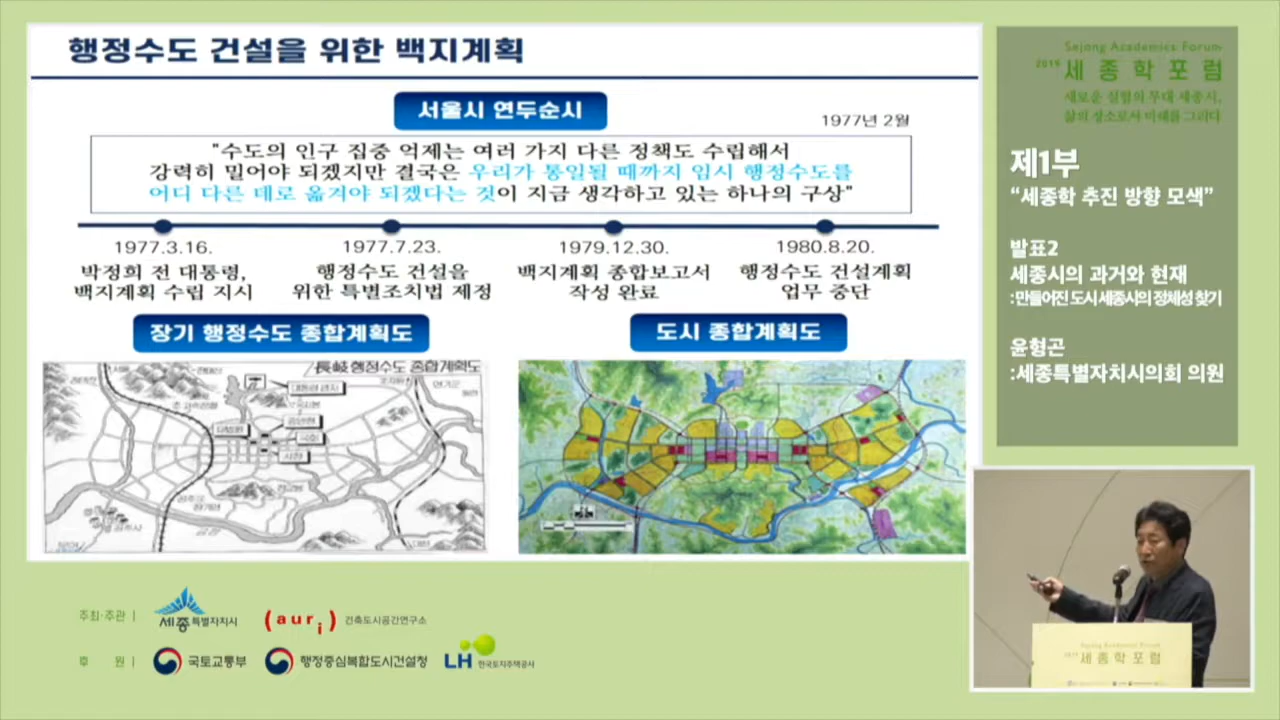 행정수도 건설을 위한 백지계획
서울시 연두순시
1977년 2월
"수도의 인구 집중 억제는 여러 가지 다른 정책도 수립해서
강력히 밀어야 되겠지만 결국은 우리가 통일될 때까지 임시 행정수도를
어디 다른 데로 옮겨야 되겠다는 것이 지금 생각하고 있는 하나의 구상"
1977.3.16.
박정희 전 대통령,
백지계획 수립 지시
1977.7.23.
행정수도 건설을
위한 특별조치법 제정
1979.12.30.
백지계획 종합보고서
작성 완료
1980.8.20.
행정수도 건설계획
업무 중단
장기 행정수도 종합계획도
도시 종합계획도
長岐 행정수도 종합계획도
Sejong Academics Forum
2019 세종학포럼
새로운 실험의 무대 세종시,
삶의 장소로서 미래를 그리다
제1부
“세종학 추진 방향 모색”
발표2
세종시의 과거와 현재
:만들어진 도시 세종시의 정체성 찾기
윤형곤
:세종특별자치시의회 의원
Sejong Academics Forum
2019 세종학포럼
주최·주관 |
세종특별자치시
(auri) 건축도시공간연구소
후 원 |
국토교통부
행정중심복합도시건설청
LH 한국토지주택공사